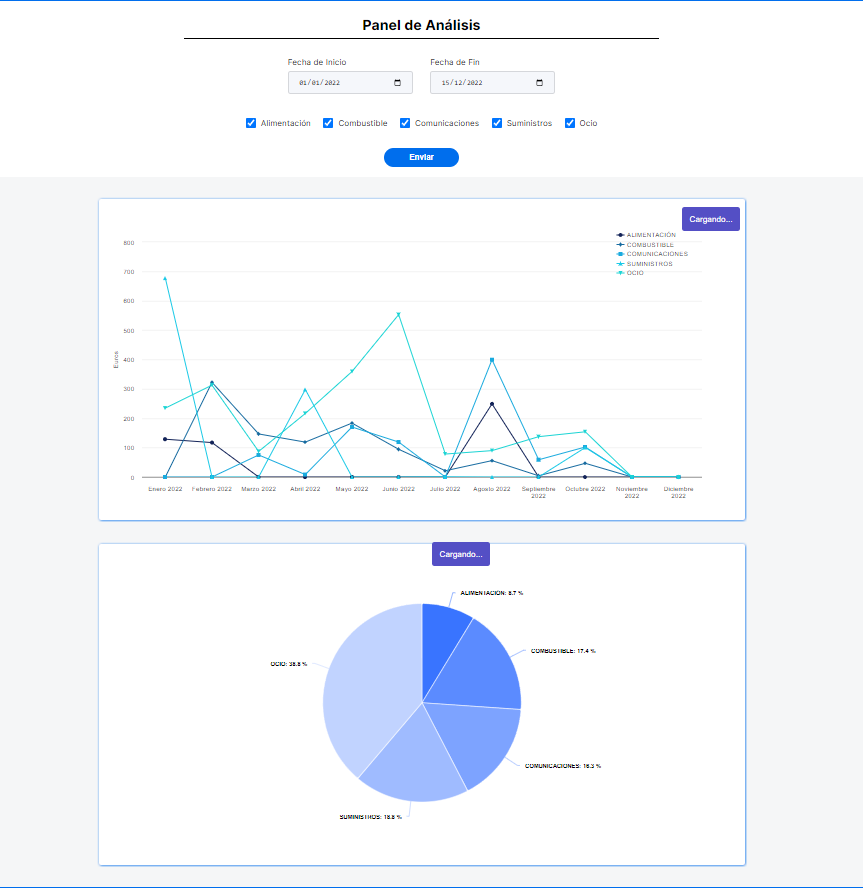 Panel de Análisis
Fecha de Inicio
Fecha de Fin
01/01/2022
15/12/2022
Alimentación
Combustible
Comunicaciones
Suministros
Ocio
Enviar
Cargando...
ALIMENTACIÓN
COMBUSTIBLE
COMUNICACIONES
SUMINISTROS
OCIO
800
700
600
500
400
300
200
100
0
Euros
Enero 2022
Febrero 2022
Marzo 2022
Abril 2022
Mayo 2022
Junio 2022
Julio 2022
Agosto 2022
Septiembre
2022
Octubre 2022
Noviembre
2022
Diciembre
2022
Cargando...
ALIMENTACIÓN: 8.7 %
COMBUSTIBLE: 17.4 %
OCIO: 38.8 %
COMUNICACIONES: 16.3 %
SUMINISTROS: 18.8 %